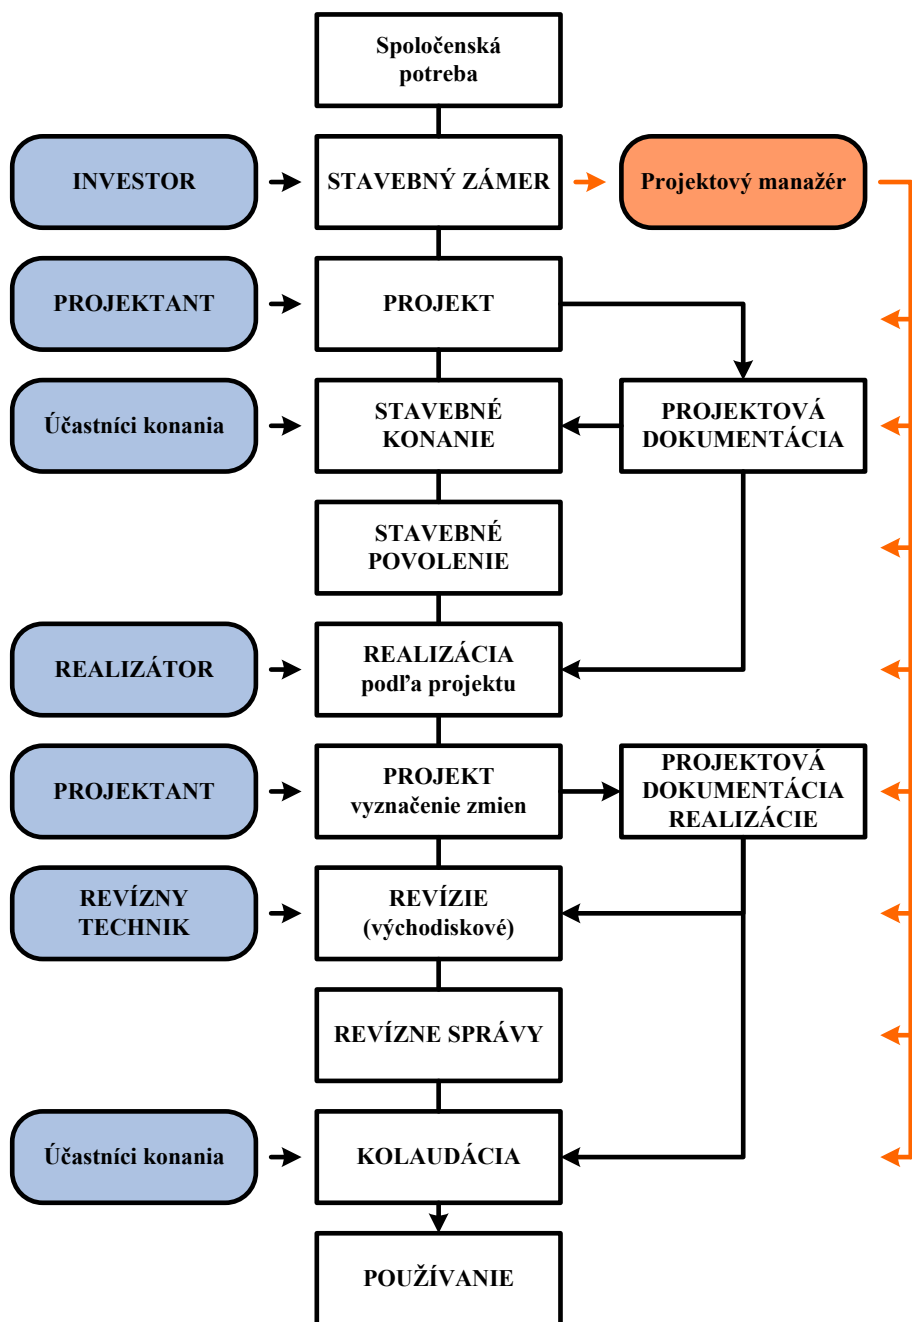 Spoločenská
potreba
INVESTOR
STAVEBNÝ ZÁMER
Projektový manažér
PROJEKTANT
PROJEKT
Účastníci konania
STAVEBNÉ
KONANIE
PROJEKTOVÁ
DOKUMENTÁCIA
STAVEBNÉ
POVOLENIE
REALIZÁTOR
REALIZÁCIA
podľa projektu
PROJEKTANT
PROJEKT
vyznačenie zmien
PROJEKTOVÁ
DOKUMENTÁCIA
REALIZÁCIE
REVÍZNY
TECHNIK
REVÍZIE
(východiskové)
REVÍZNE SPRÁVY
Účastníci konania
KOLAUDÁCIA
POUŽÍVANIE